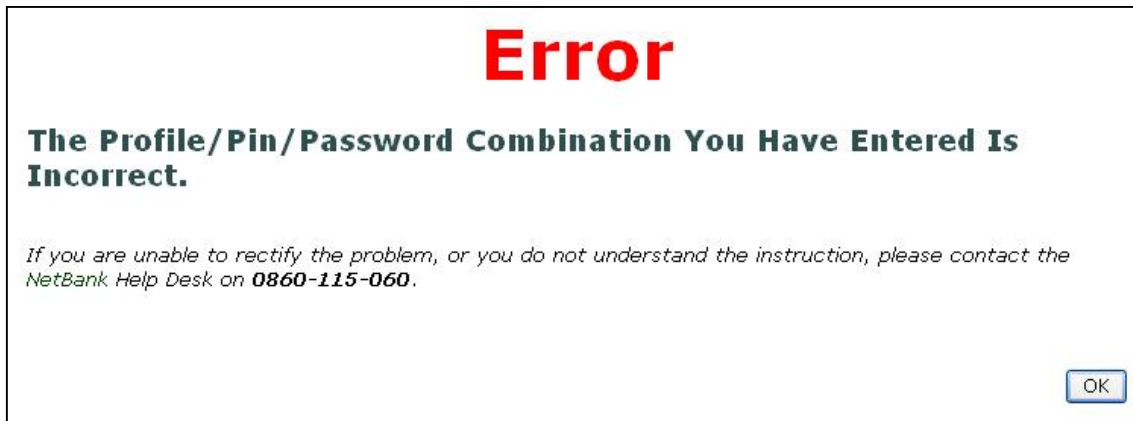 Error
The Profile/Pin/Password Combination You Have Entered Is
Incorrect.
If you are unable to rectify the problem, or you do not understand the instruction, please contact the
NetBank Help Desk on 0860-115-060.
OK